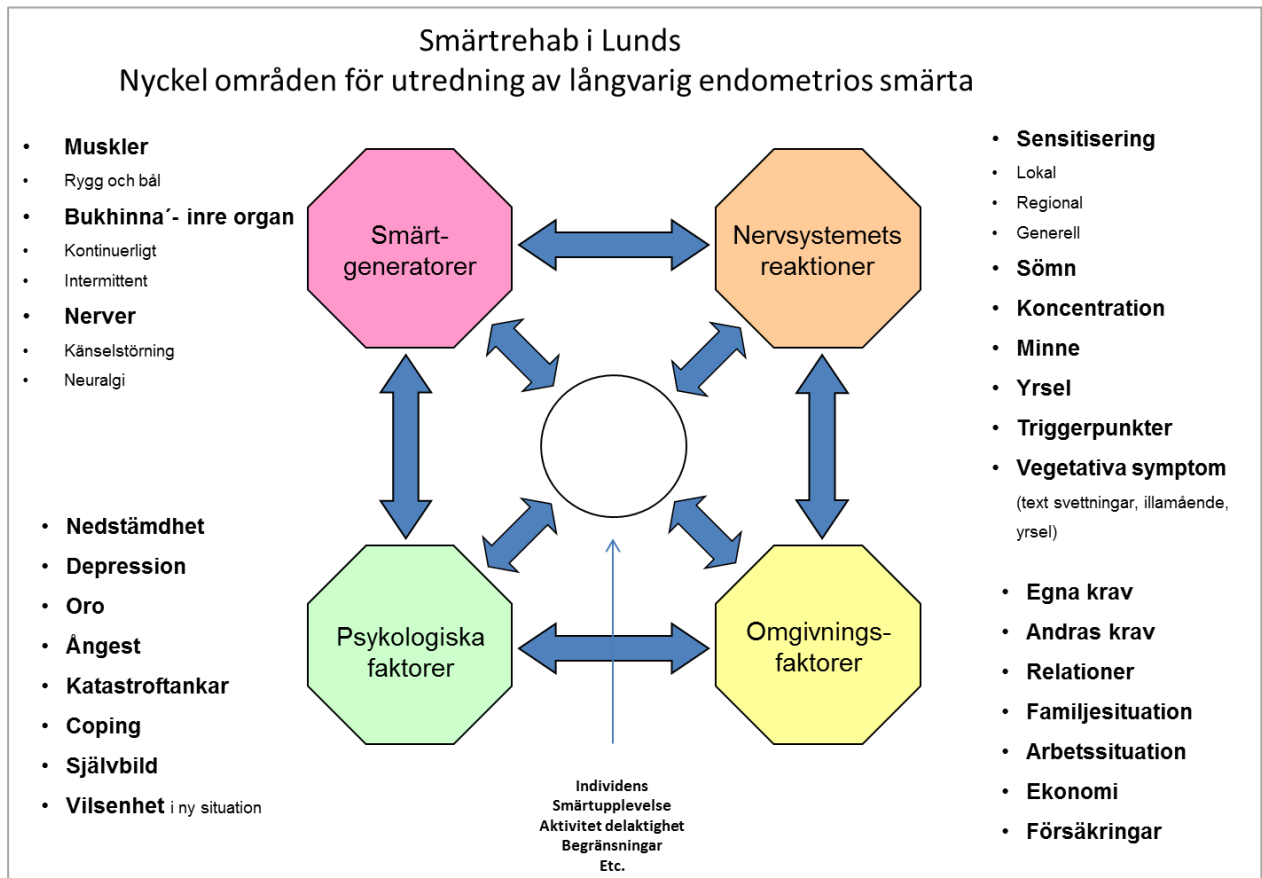 Smärtrehab i Lunds
Nyckel områden för utredning av långvarig endometrios smärta
• Muskler
• Rygg och bål
• Bukhinna´- inre organ
• Kontinuerligt
• Intermittent
• Nerver
• Känselstörning
• Neuralgi
Smärt-
generatorer
Nervsystemets
reaktioner
• Sensitisering
• Lokal
• Regional
• Generell
• Sömn
• Koncentration
• Minne
• Yrsel
• Triggerpunkter
• Vegetativa symptom
(text svettningar, illamående,
yrsel)
• Nedstämdhet
• Depression
• Oro
• Ångest
• Katastroftankar
• Coping
• Självbild
• Vilsenhet i ny situation
Psykologiska
faktorer
Omgivnings-
faktorer
• Egna krav
• Andras krav
• Relationer
• Familjesituation
• Arbetssituation
• Ekonomi
• Försäkringar
Individens
Smärtupplevelse
Aktivitet delaktighet
Begränsningar
Etc.